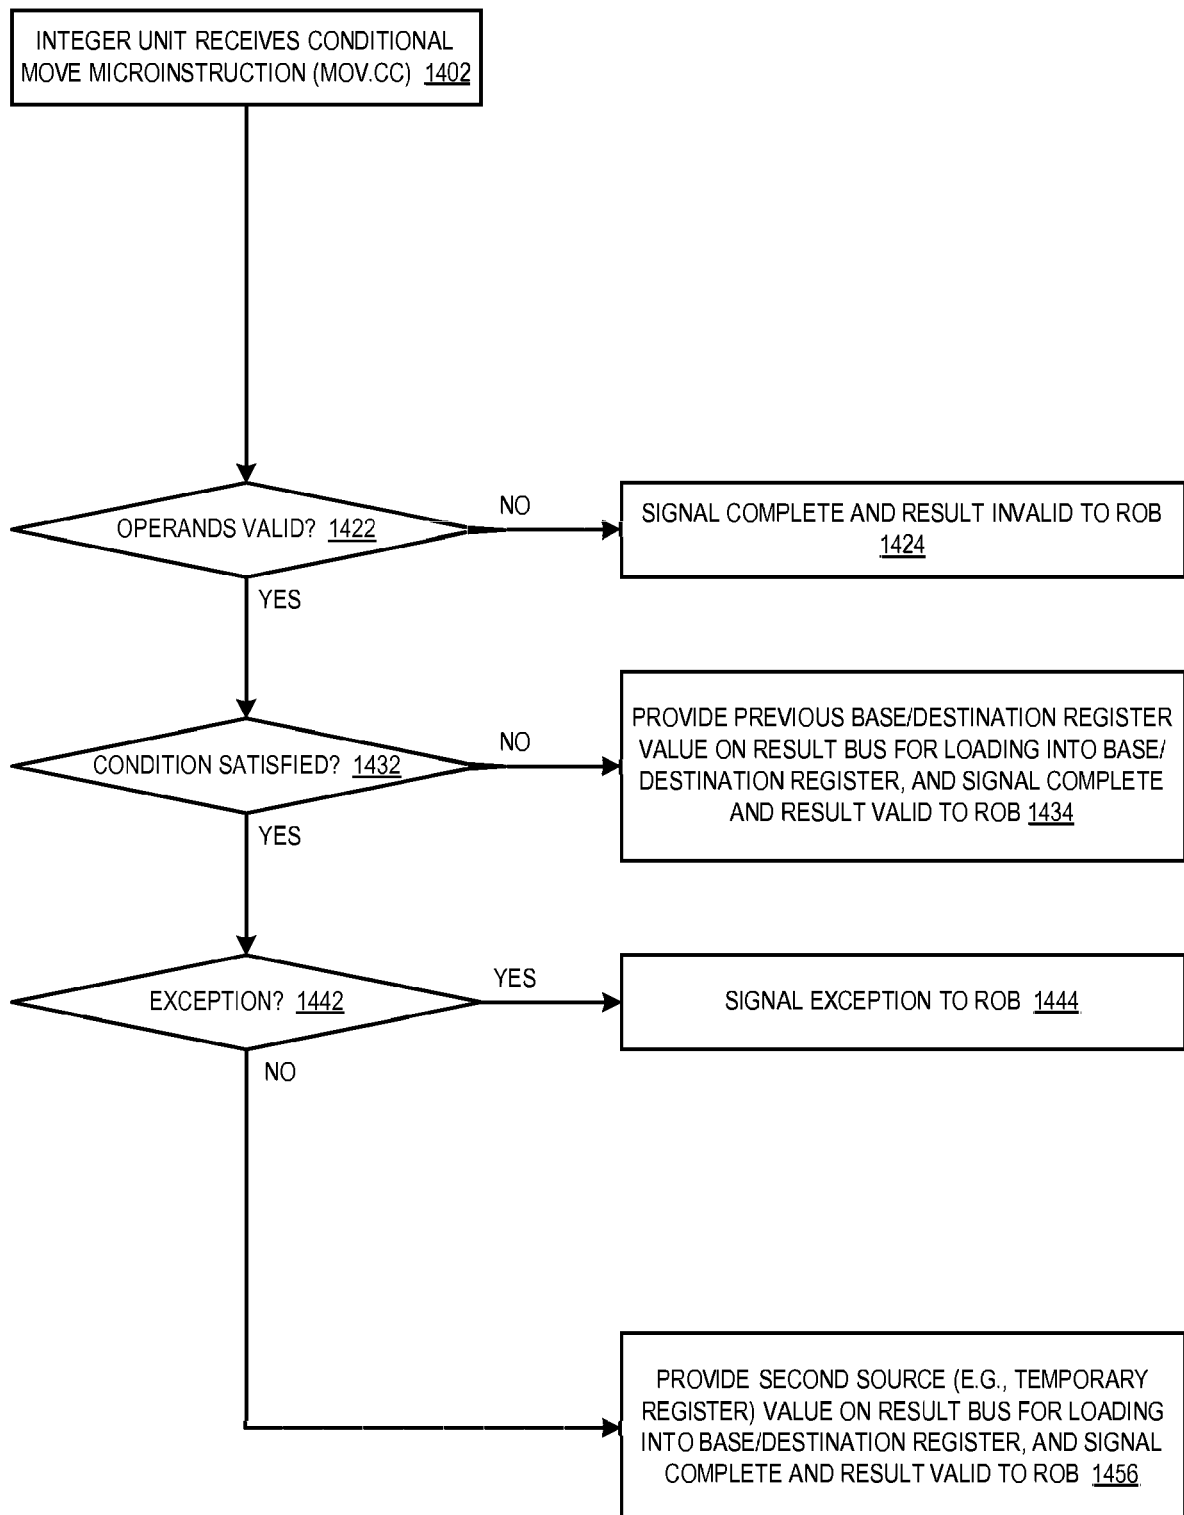 INTEGER UNIT RECEIVES CONDITIONAL
MOVE MICROINSTRUCTION (MOV.CC) 1402
OPERANDS VALID? 1422
NO
SIGNAL COMPLETE AND RESULT INVALID TO ROB
1424
YES
CONDITION SATISFIED? 1432
NO
PROVIDE PREVIOUS BASE/DESTINATION REGISTER
VALUE ON RESULT BUS FOR LOADING INTO BASE/
DESTINATION REGISTER, AND SIGNAL COMPLETE
AND RESULT VALID TO ROB 1434
YES
EXCEPTION? 1442
YES
SIGNAL EXCEPTION TO ROB 1444
NO
PROVIDE SECOND SOURCE (E.G., TEMPORARY
REGISTER) VALUE ON RESULT BUS FOR LOADING
INTO BASE/DESTINATION REGISTER, AND SIGNAL
COMPLETE AND RESULT VALID TO ROB 1456